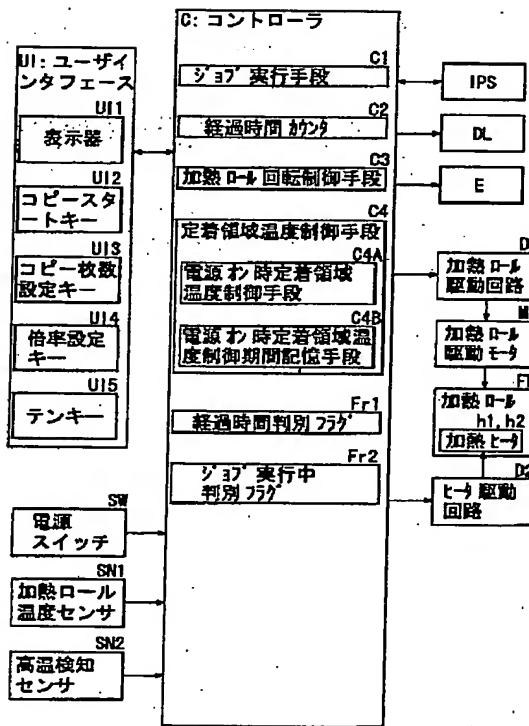 UI: ユーザイ
ンタフェース
UI1
表示器
UI2
コピースタ
ートキー
UI3
コピー枚数
設定キー
UI4
倍率設定
キー
UI5
テンキー
SW
電源
スイッチ
SN1
加熱ロール
温度センサ
SN2
高温検知
センサ
C: コントローラ
C1
ジョブ実行手段
C2
経過時間カウンタ
C3
加熱ロール回転制御手段
C4
定着領域温度制御手段
C4A
電源オン時定着領域
温度制御手段
C4B
電源オン時定着領域温
度制御期間記憶手段
Fr1
経過時間判別フラグ
Fr2
ジョブ実行中
判別フラグ
IPS
DL
E
加熱ロール
駆動回路
加熱ロール
駆動モータ
加熱ロール
h1,h2
加熱ヒータ
ヒータ駆動
回路